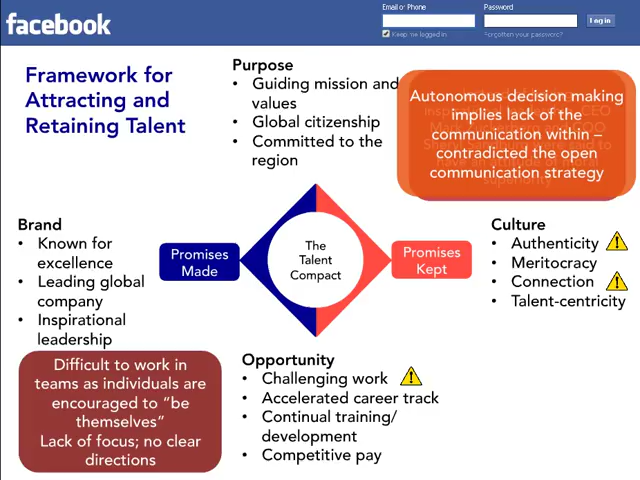 facebook
Email or Phone
Password
Log in
Keep me logged in
Forgotten your password?
Framework for
Attracting and
Retaining Talent
Purpose
• Guiding mission and
values
• Global citizenship
• Committed to the
region
Autonomous decision making
implies lack of the
communication within –
contradicted the open
communication strategy
Brand
• Known for
excellence
• Leading global
company
• Inspirational
leadership
Promises
Made
The
Talent
Compact
Promises
Kept
Culture
• Authenticity
• Meritocracy
• Connection
• Talent-centricity
Difficult to work in
teams as individuals are
encouraged to “be
themselves”
Lack of focus; no clear
directions
Opportunity
• Challenging work
• Accelerated career track
• Continual training/
development
• Competitive pay